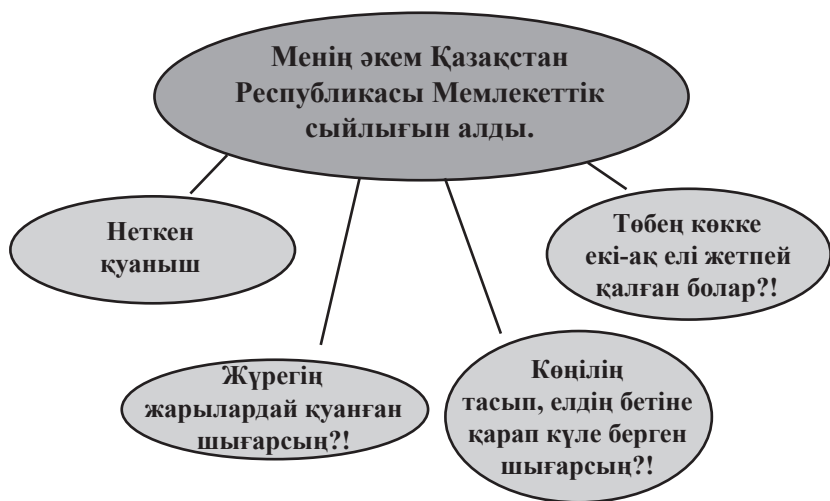 Менің әкем Қазақстан
Республикасы Мемлекеттік
сыйлығын алды.
Неткен
қуаныш
Төбең көкке
екі-ақ елі жетпей
қалған болар?!
Жүрегің
жарылардай қуанған
шығарсың?!
Көңілің
тасып, елдің бетіне
қарап күле берген
шығарсың?!